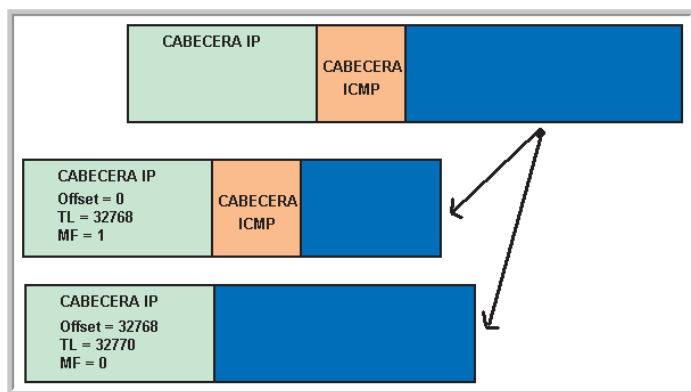 CABECERA IP
CABECERA
ICMP
CABECERA IP
Offset = 0
TL = 32768
MF = 1
CABECERA
ICMP
CABECERA IP
Offset = 32768
TL = 32770
MF = 0